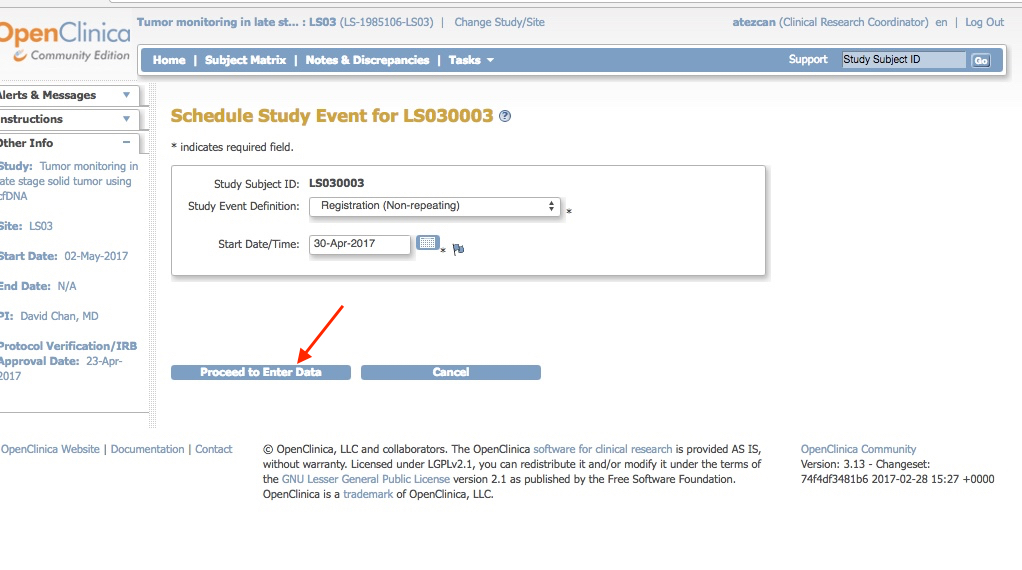 OpenClinica
Community Edition
Tumor monitoring in late st... : LS03 (LS-1985106-LS03) | Change Study/Site
atezcan (Clinical Research Coordinator) en | Log Out
Home | Subject Matrix | Notes & Discrepancies | Tasks
Support Study Subject ID Go
Alerts & Messages
Instructions
Other Info
Study: Tumor monitoring in
late stage solid tumor using
cfDNA
Site: LS03
Start Date: 02-May-2017
End Date: N/A
PI: David Chan, MD
Protocol Verification/IRB
Approval Date: 23-Apr-
2017
Schedule Study Event for LS030003 ?
* indicates required field.
Study Subject ID: LS030003
Study Event Definition: Registration (Non-repeating) *
Start Date/Time: 30-Apr-2017 *
Proceed to Enter Data Cancel
OpenClinica Website | Documentation | Contact
© OpenClinica, LLC and collaborators. The OpenClinica software for clinical research is provided AS IS,
without warranty. Licensed under LGPLv2.1, you can redistribute it and/or modify it under the terms of
the GNU Lesser General Public License version 2.1 as published by the Free Software Foundation.
OpenClinica is a trademark of OpenClinica, LLC.
OpenClinica Community
Version: 3.13 - Changeset:
74f4df3481b6 2017-02-28 15:27 +0000